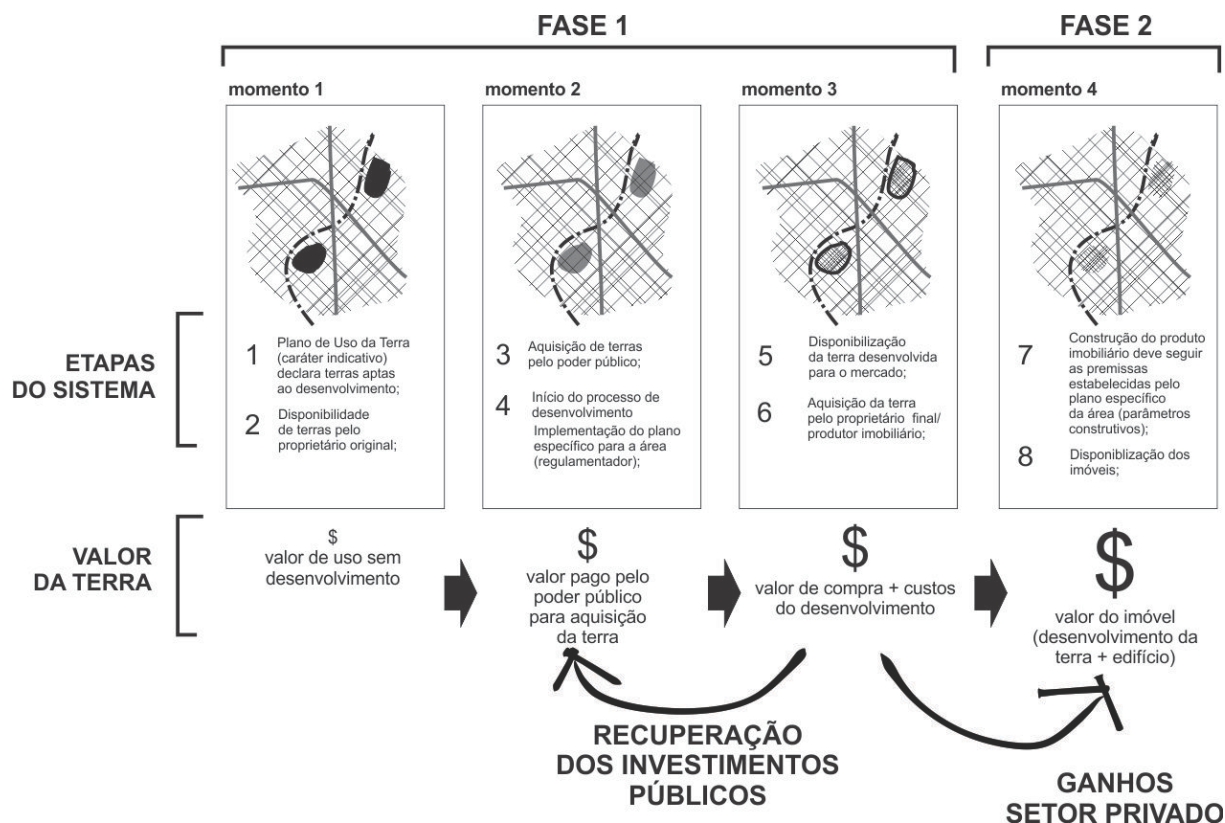 FASE 1
FASE 2
momento 1
momento 2
momento 3
momento 4
ETAPAS
DO SISTEMA
1 Plano de Uso da Terra
(caráter indicativo)
declara terras aptas
ao desenvolvimento;
2 Disponibilidade
de terras pelo
proprietário original;
3 Aquisição de terras
pelo poder público;
4 Início do processo de
desenvolvimento
Implementação do plano
específico para a área
(regulamentador);
5 Disponibilização
da terra desenvolvida
para o mercado;
6 Aquisição da terra
pelo proprietário final/
produtor imobiliário;
7 Construção do produto
imobiliário deve seguir
as premissas
estabelecidas pelo
plano específico
da área (parâmetros
construtivos);
8 Disponiblização dos
imóveis;
VALOR
DA TERRA
$
valor de uso sem
desenvolvimento
$
valor pago pelo
poder público
para aquisição
da terra
$
valor de compra + custos
do desenvolvimento
$
valor do imóvel
(desenvolvimento da
terra + edifício)
RECUPERAÇÃO
DOS INVESTIMENTOS
PÚBLICOS
GANHOS
SETOR PRIVADO